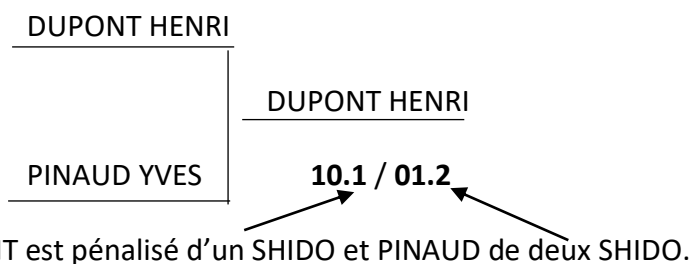 DUPONT HENRI
DUPONT HENRI
PINAUD YVES 10.1 / 01.2
NT est pénalisé d’un SHIDO et PINAUD de deux SHIDO.